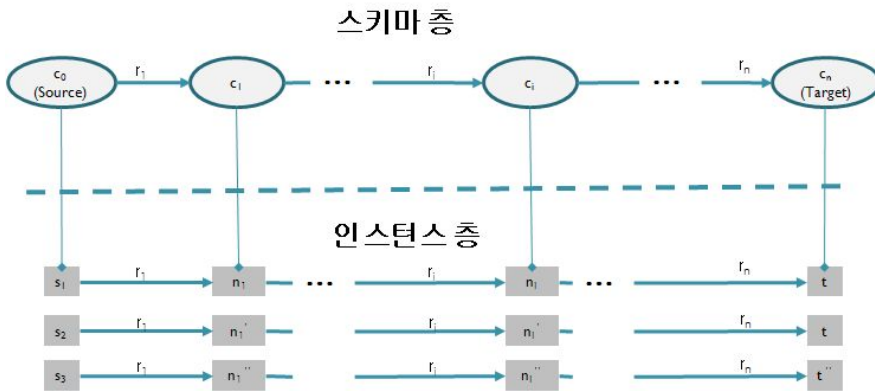 스키마 층
c₀ r₁ c₁ ... rᵢ cᵢ ... rₙ cₙ
(Source) (Target)
인스턴스 층
s₁ r₁ n₁ ... rᵢ nᵢ ... rₙ t
s₂ r₁ n₁' rᵢ nᵢ' rₙ t
s₃ r₁ n₁'' rᵢ nᵢ'' rₙ t''